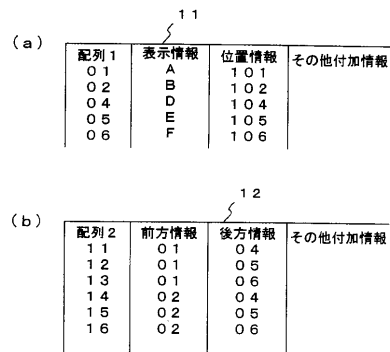 11
(a)
配列1 表示情報 位置情報 その他付加情報
01 A 101
02 B 102
04 D 104
05 E 105
06 F 106
12
(b)
配列2 前方情報 後方情報 その他付加情報
11 01 04
12 01 05
13 01 06
14 02 04
15 02 05
16 02 06